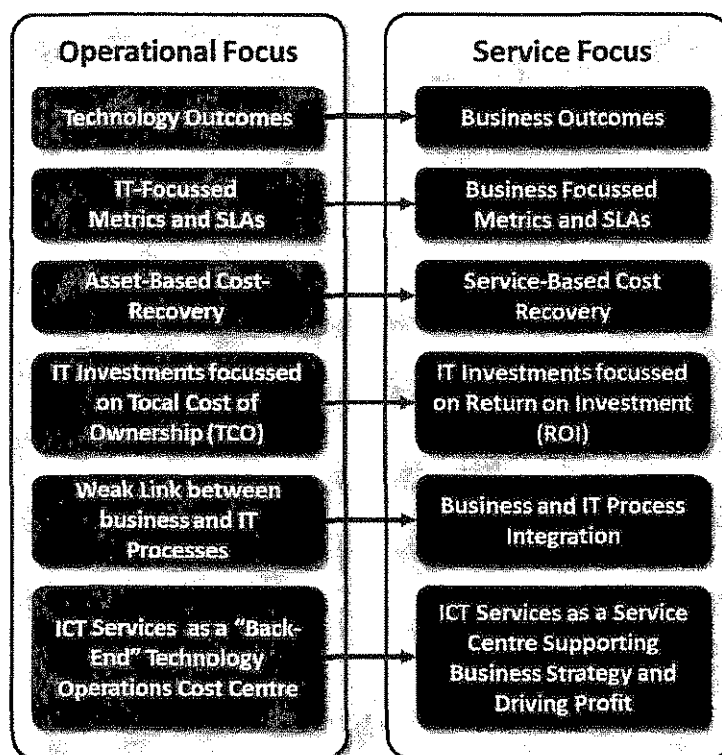 Operational Focus
Service Focus
Technology Outcomes
Business Outcomes
IT-Focussed
Metrics and SLAs
Business Focussed
Metrics and SLAs
Asset-Based Cost-
Recovery
Service-Based Cost
Recovery
IT Investments focussed
on Total Cost of
Ownership (TCO)
IT Investments focussed
on Return on Investment
(ROI)
Weak Link between
business and IT
Processes
Business and IT Process
Integration
ICT Services as a “Back-
End” Technology
Operations Cost Centre
ICT Services as a Service
Centre Supporting
Business Strategy and
Driving Profit